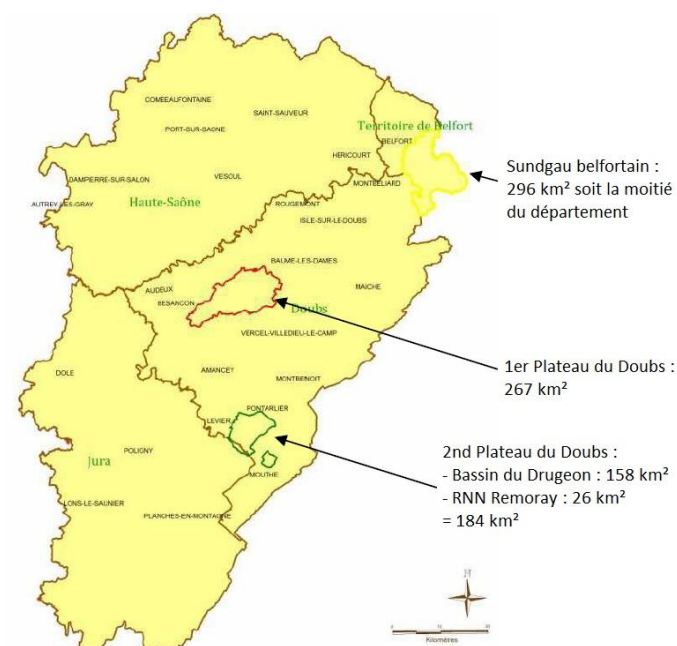 COMBEAUFONTAINE
SAINT-SAUVEUR
PORT-SUR-SAONE
Territoire de Belfort
BELFORT
HERICOURT
VESOUL
DAMPIERRE-SUR-SALON
MONTBELIARD
AUTREY-LES-GRAY
Haute-Saône
ROUGEMONT
ISLE-SUR-LE-DOUBS
Sundgau belfortain :
296 km² soit la moitié
du département
BAUME-LES-DAMES
AUDEUX
MAICHE
BESANCON
Doubs
VERCEL-VILLEDIEU-LE-CAMP
DOLE
AMANCEY
MONTBENOIT
1er Plateau du Doubs :
267 km²
PONTARLIER
LEVIER
POLIGNY
Jura
MOUTHE
LONS-LE-SAUNIER
PLANCHES-EN-MONTAGNE
2nd Plateau du Doubs :
- Bassin du Drugeon : 158 km²
- RNN Remoray : 26 km²
= 184 km²
N
Kilomètres